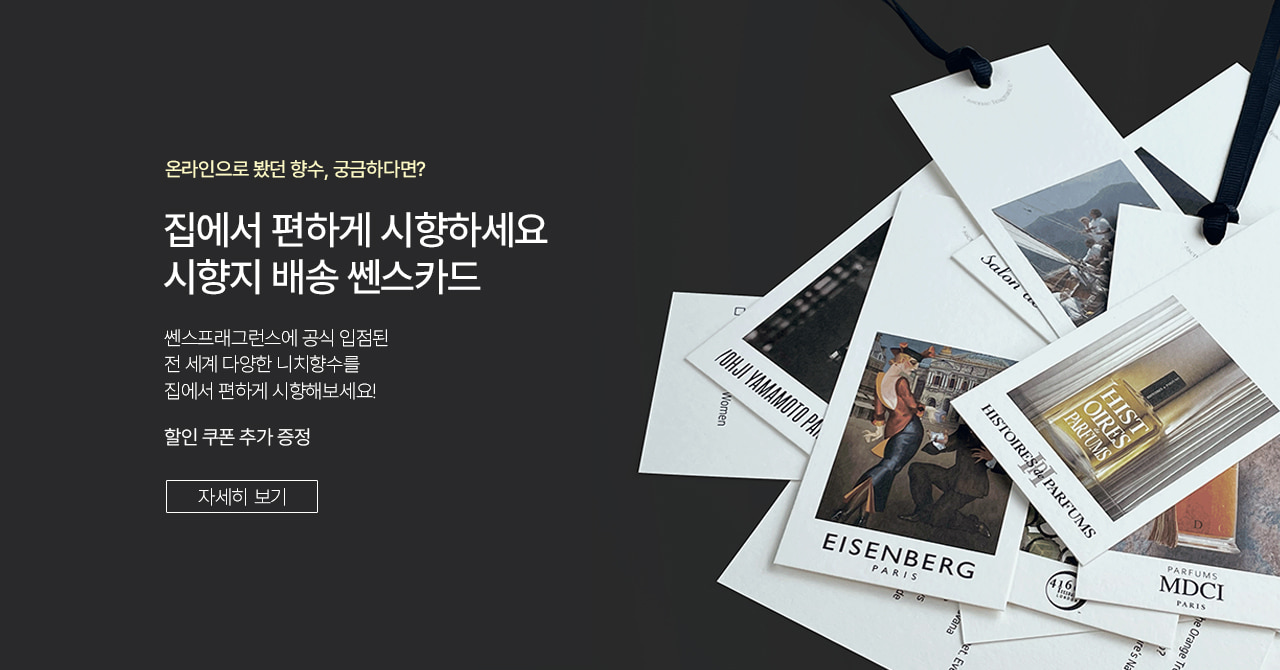 온라인으로 봤던 향수, 궁금하다면?
집에서 편하게 시향하세요
시향지 배송 쎈스카드
쎈스프래그런스에 공식 입점된
전 세계 다양한 니치향수를
집에서 편하게 시향해보세요!
할인 쿠폰 추가 증정
자세히 보기
Salon
YAMAMOTO
Women
EISENBERG
PARIS
HIST
OIRES
de
PARFUMS
HISTOIRES de PARFUMS
D
PARFUMS
MDCI
PARIS
LONDON